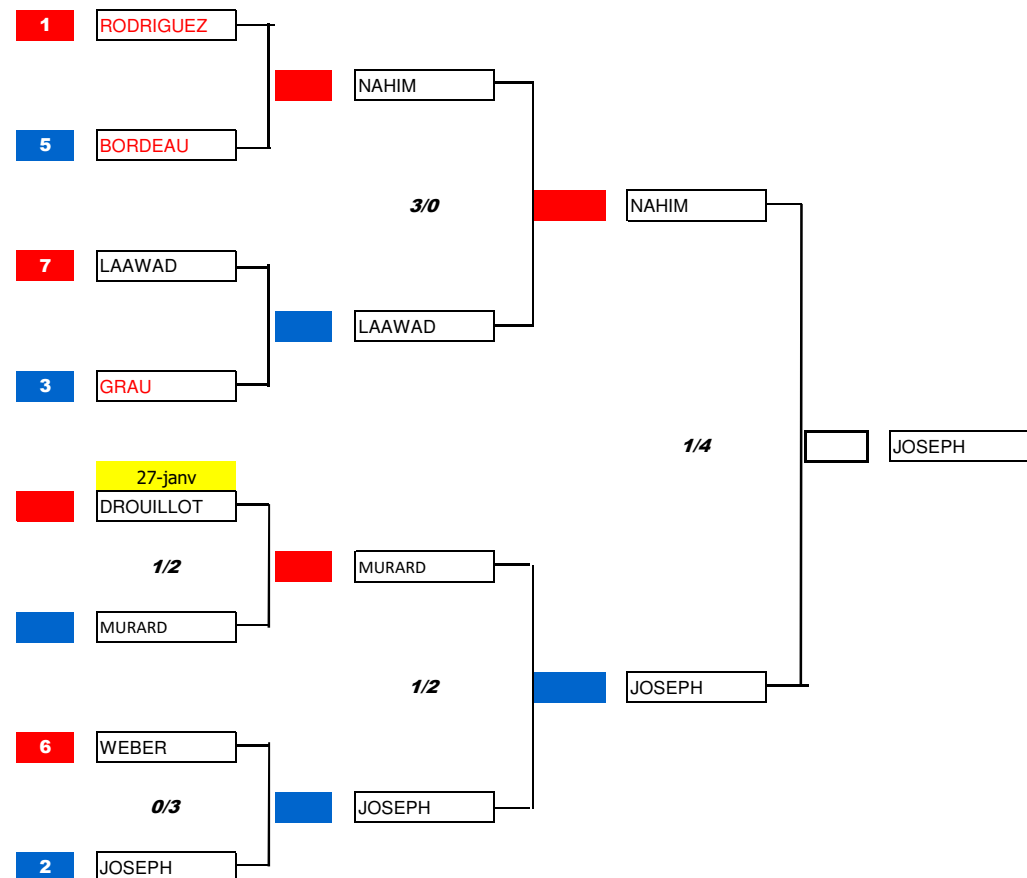 1 RODRIGUEZ
NAHIM
5 BORDEAU
3/0
NAHIM
7 LAAWAD
LAAWAD
3 GRAU
1/4
JOSEPH
27-janv
DROUILLOT
1/2
MURARD
MURARD
1/2
JOSEPH
6 WEBER
0/3
JOSEPH
2 JOSEPH